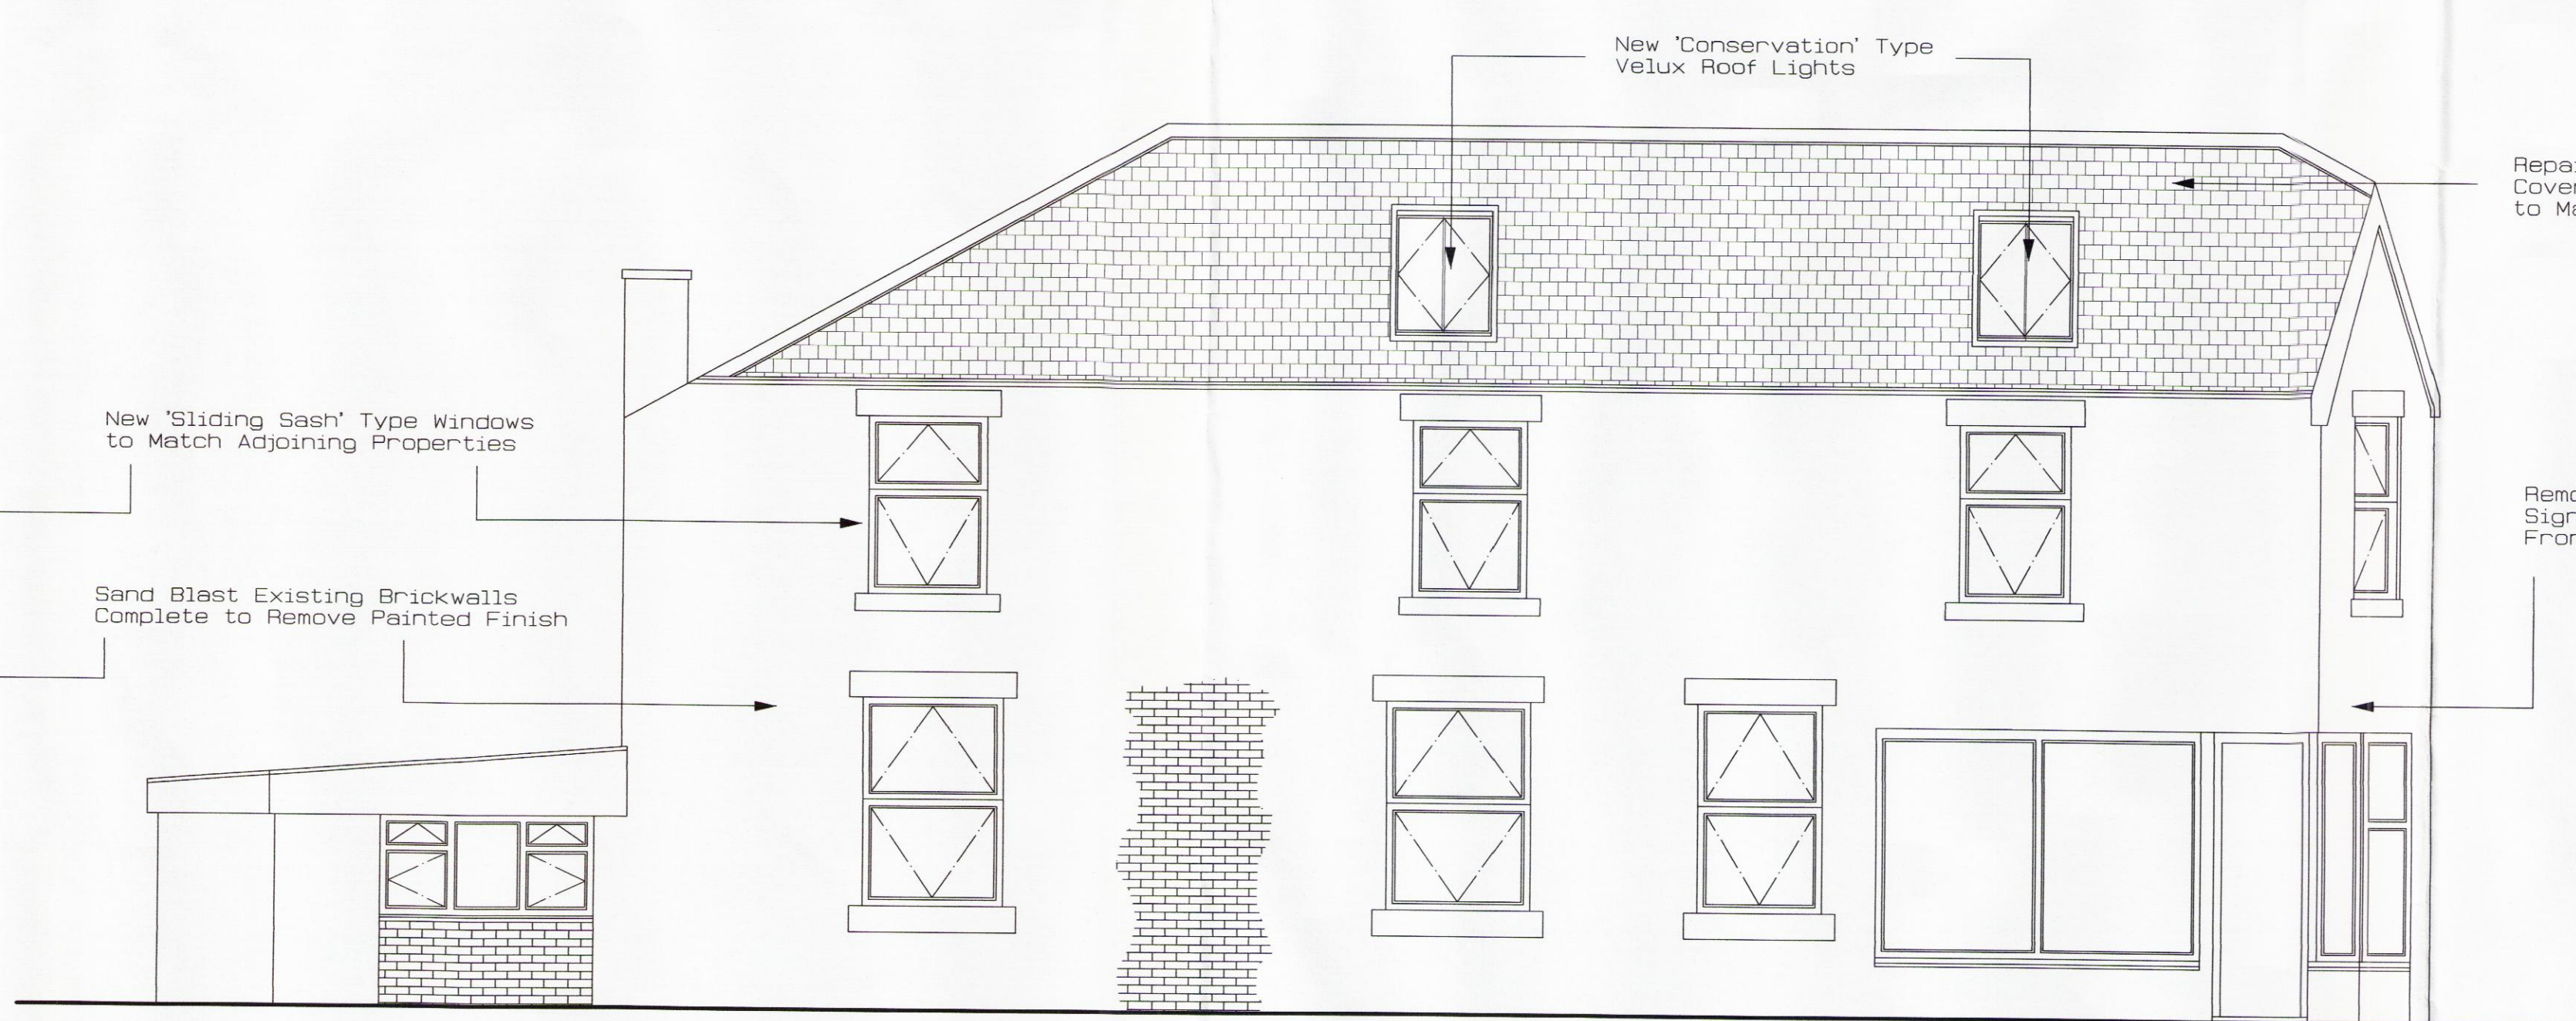 New 'Conservation' Type
Velux Roof Lights
New 'Sliding Sash' Type Windows
to Match Adjoining Properties
Sand Blast Existing Brickwalls
Complete to Remove Painted Finish
to